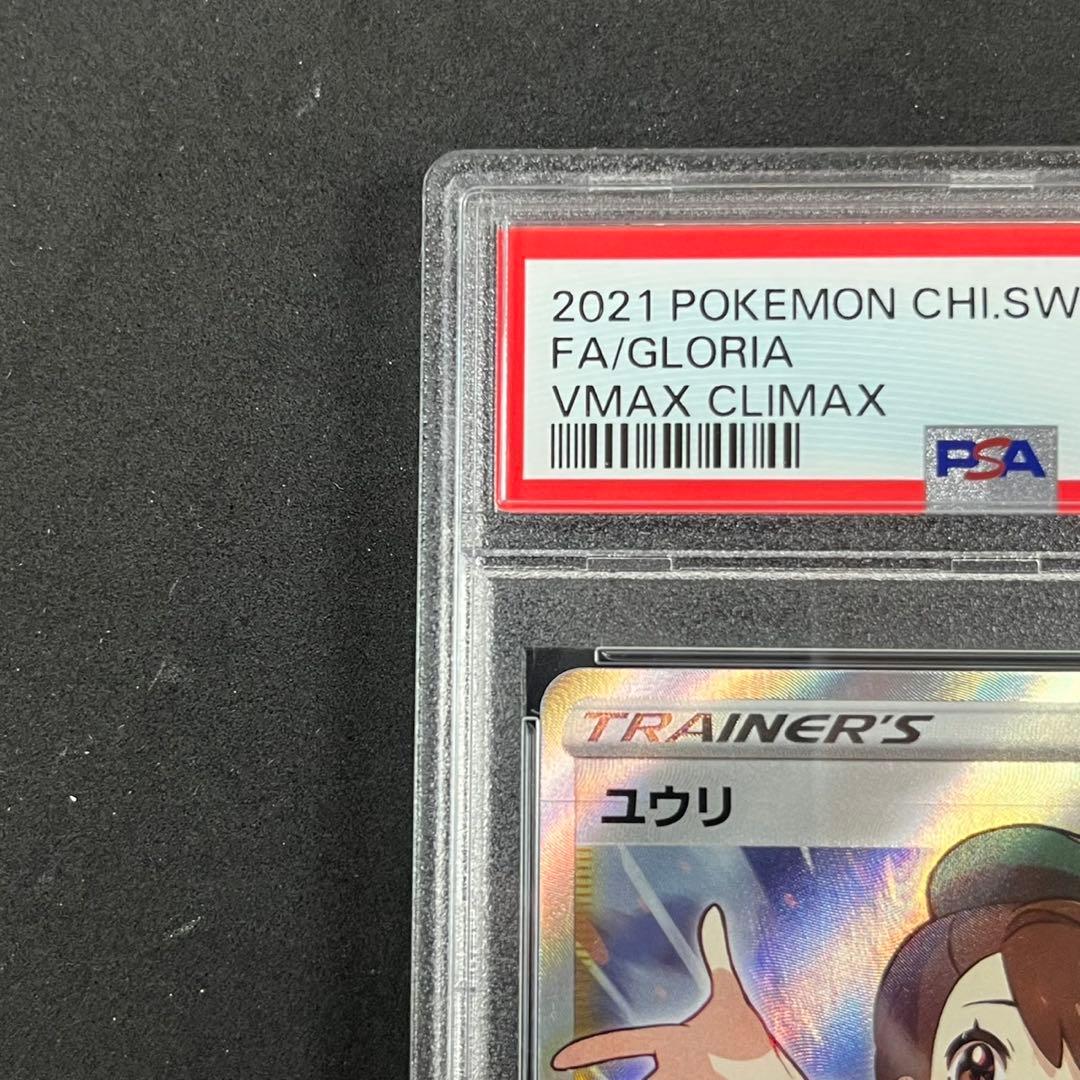 2021 POKEMON CHI.SW
FA/GLORIA
VMAX CLIMAX
PSA
TRAINER'S
ユウリ